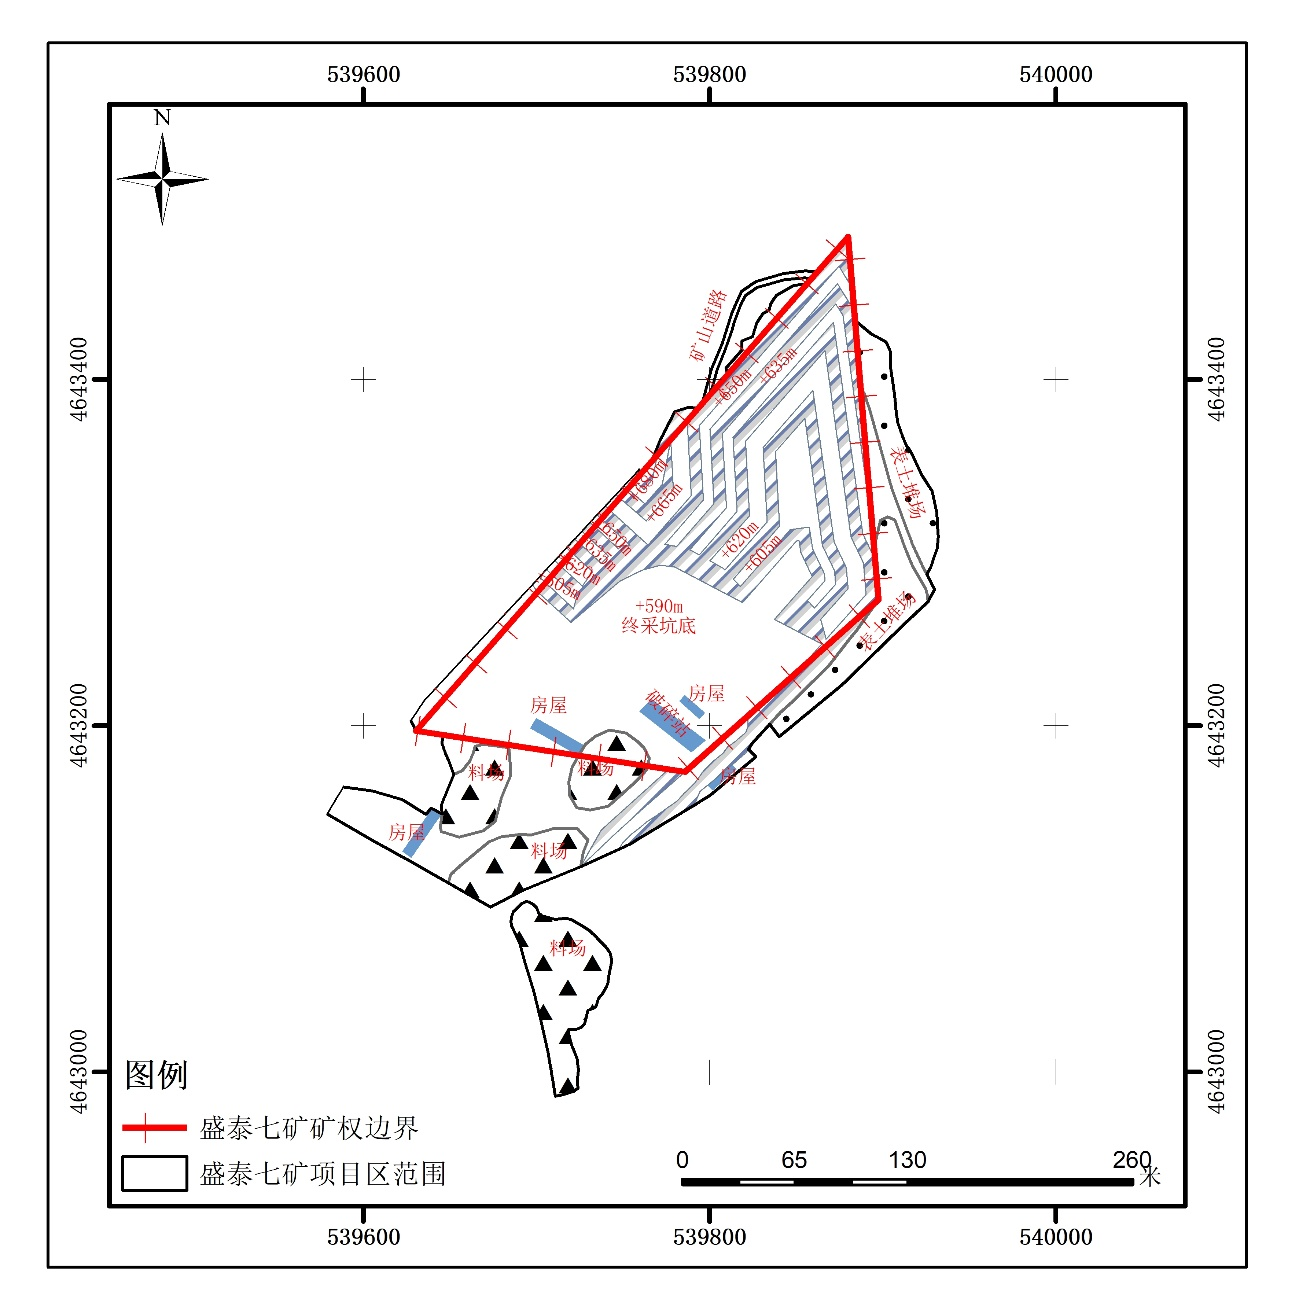 539600
539800
540000
N
矿山道路
4643400
4643400
+650m
+635m
表土堆场
+690m
+665m
650m
635m
620m
605m
+620m
+605m
+590m
终采坑底
表土堆场
4643200
4643200
房屋
破碎站
房屋
料场
料场
房屋
房屋
料场
料场
4643000
4643000
图例
盛泰七矿矿权边界
盛泰七矿项目区范围
0
65
130
260
米
539600
539800
540000